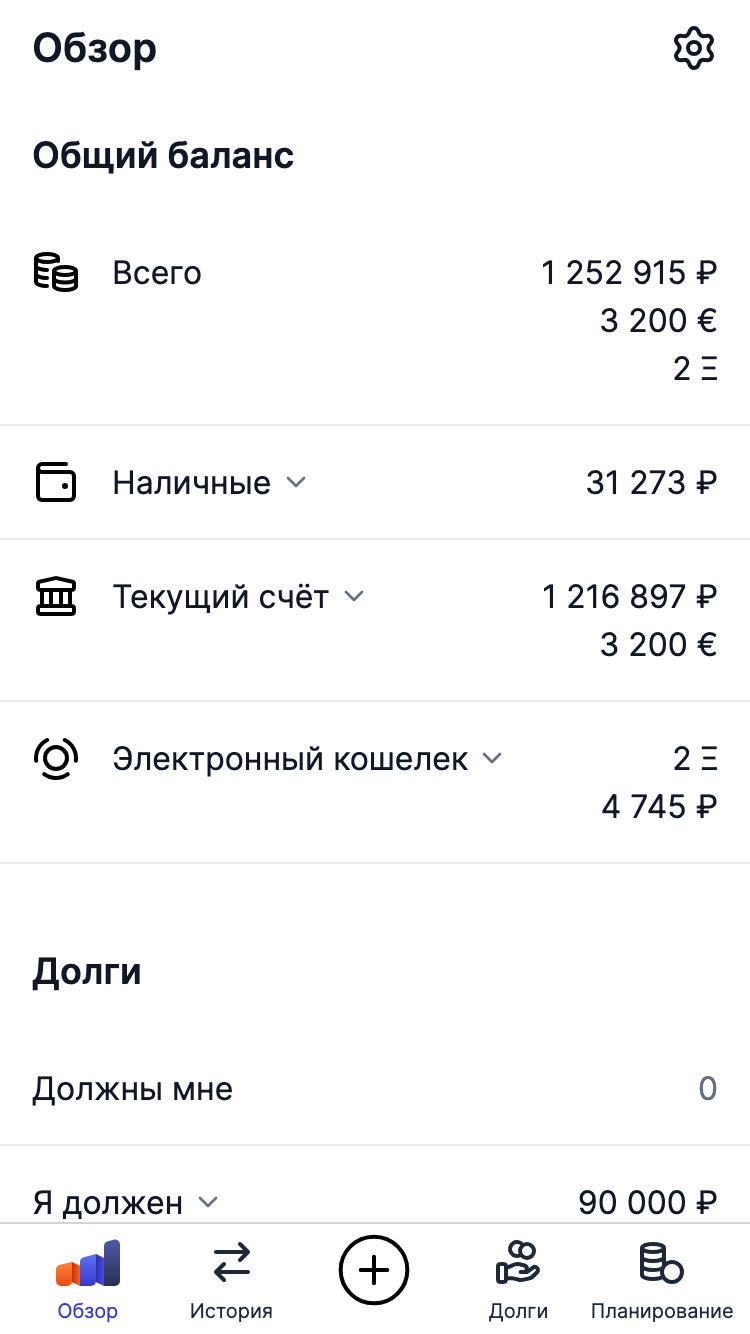 Обзор
Общий баланс
Всего 1 252 915 ₽
3 200 €
2 Ξ
Наличные 31 273 ₽
Текущий счёт 1 216 897 ₽
3 200 €
Электронный кошелек 2 Ξ
4 745 ₽
Долги
Должны мне 0
Я должен 90 000 ₽
Обзор История Долги Планирование